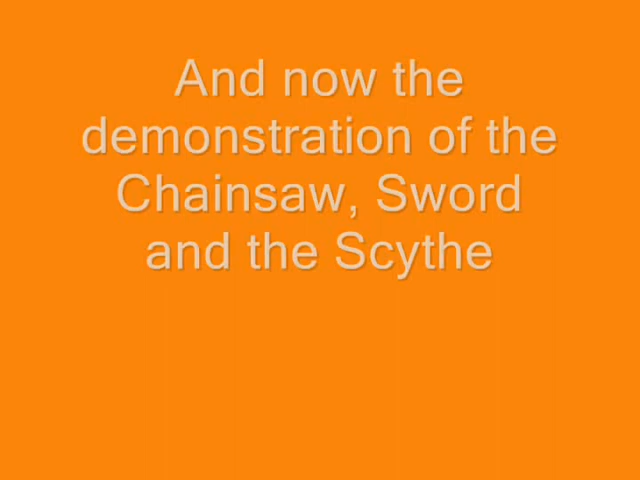 And now the
demonstration of the
Chainsaw, Sword
and the Scythe